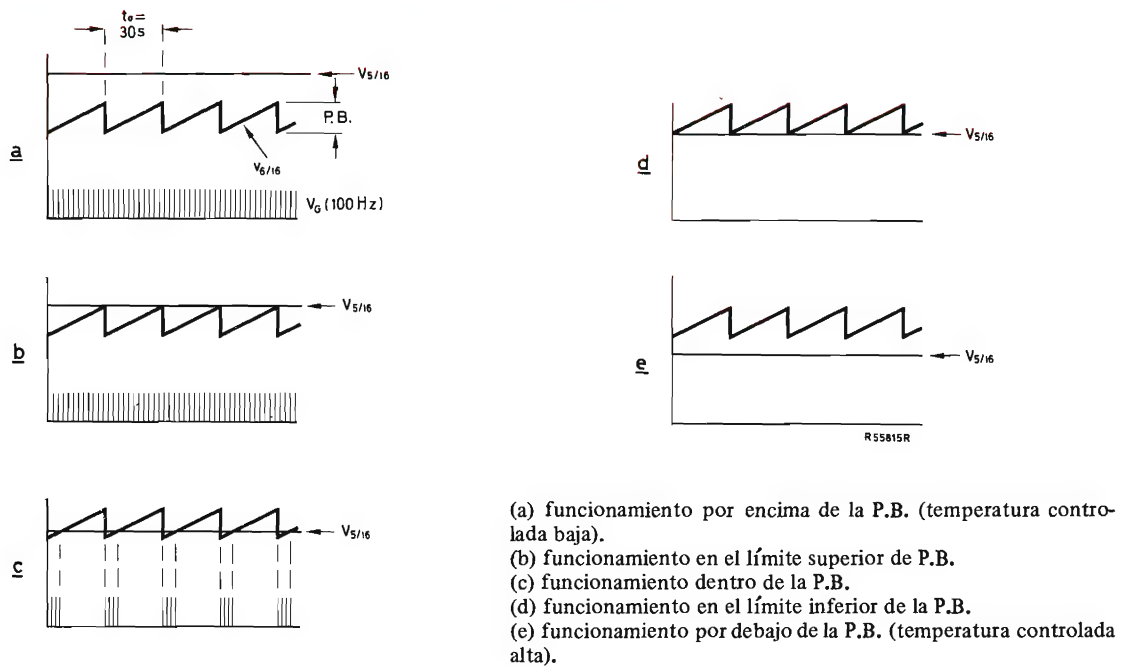 t₀=
30s
V5/16
P.B.
V6/16
a
VG (100 Hz)
V5/16
b
V5/16
c
V5/16
d
V5/16
e
R55815R
(a) funcionamiento por encima de la P.B. (temperatura contro-
lada baja).
(b) funcionamiento en el límite superior de P.B.
(c) funcionamiento dentro de la P.B.
(d) funcionamiento en el límite inferior de la P.B.
(e) funcionamiento por debajo de la P.B. (temperatura controlada
alta).